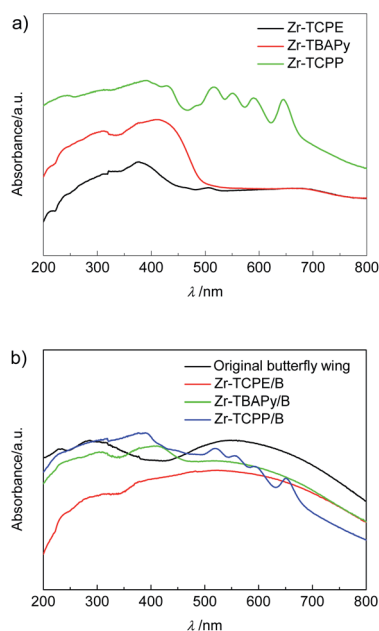 a)
Zr-TCPE
Zr-TBAPy
Zr-TCPP
Absorbance/a.u.
200 300 400 500 600 700 800
λ /nm
b)
Original butterfly wing
Zr-TCPE/B
Zr-TBAPy/B
Zr-TCPP/B
Absorbance/a.u.
200 300 400 500 600 700 800
λ /nm